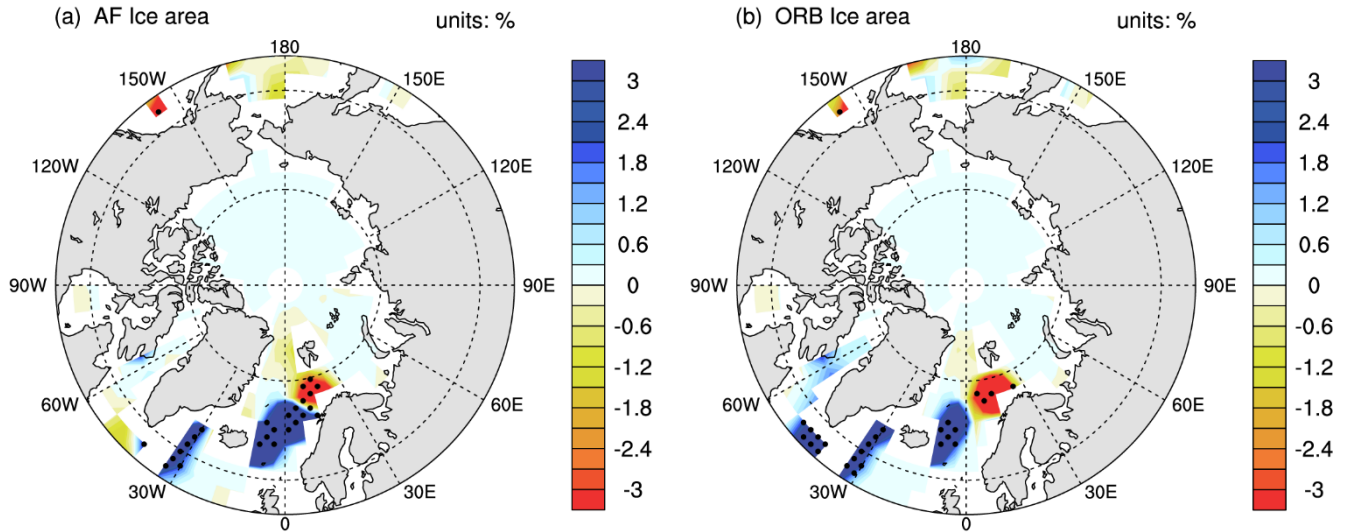 (a) AF Ice area units: %
180
150W 150E
120W 120E
90W 90E
60W 60E
30W 30E
0
3
2.4
1.8
1.2
0.6
0
-0.6
-1.2
-1.8
-2.4
-3
(b) ORB Ice area units: %
180
150W 150E
120W 120E
90W 90E
60W 60E
30W 30E
0
3
2.4
1.8
1.2
0.6
0
-0.6
-1.2
-1.8
-2.4
-3